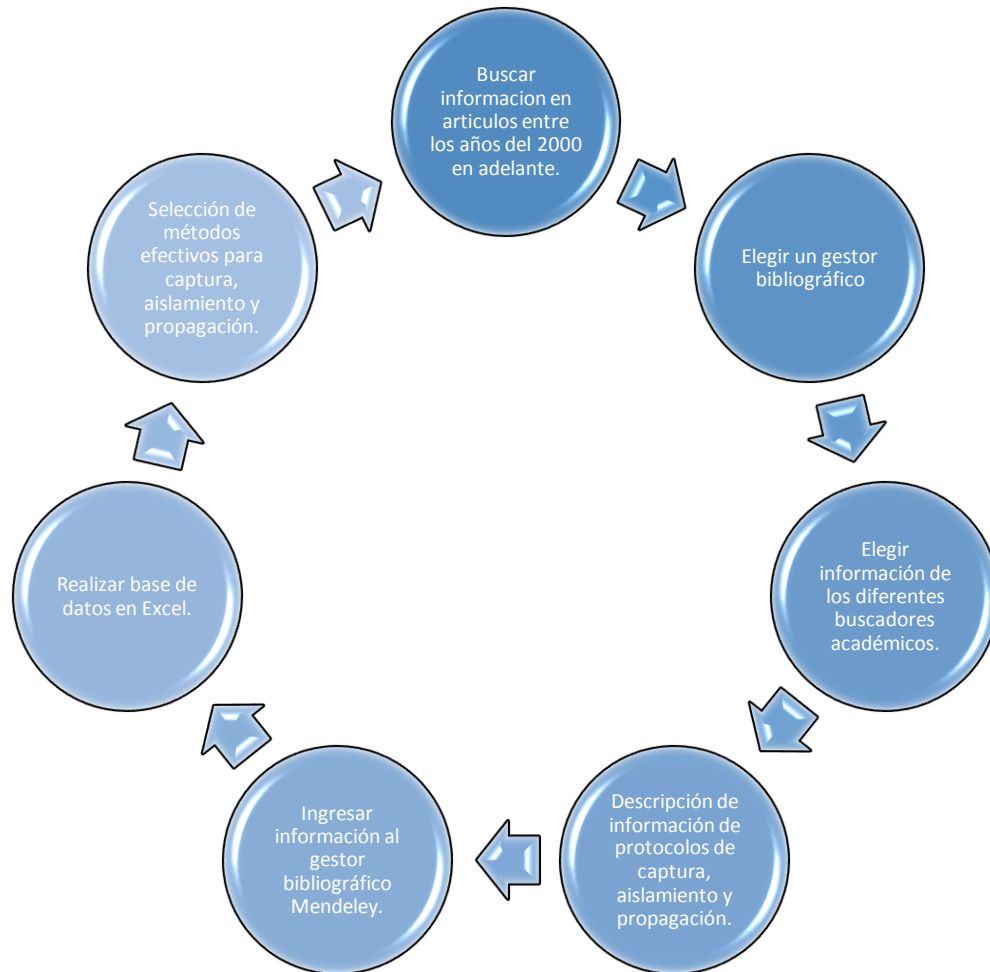 Buscar
informacion en
articulos entre
los años del 2000
en adelante.
Elegir un gestor
bibliográfico
Elegir
información de
los diferentes
buscadores
académicos.
Descripción de
información de
protocolos de
captura,
aislamiento y
propagación.
Ingresar
información al
gestor
bibliográfico
Mendeley.
Realizar base de
datos en Excel.
Selección de
métodos
efectivos para
captura,
aislamiento y
propagación.